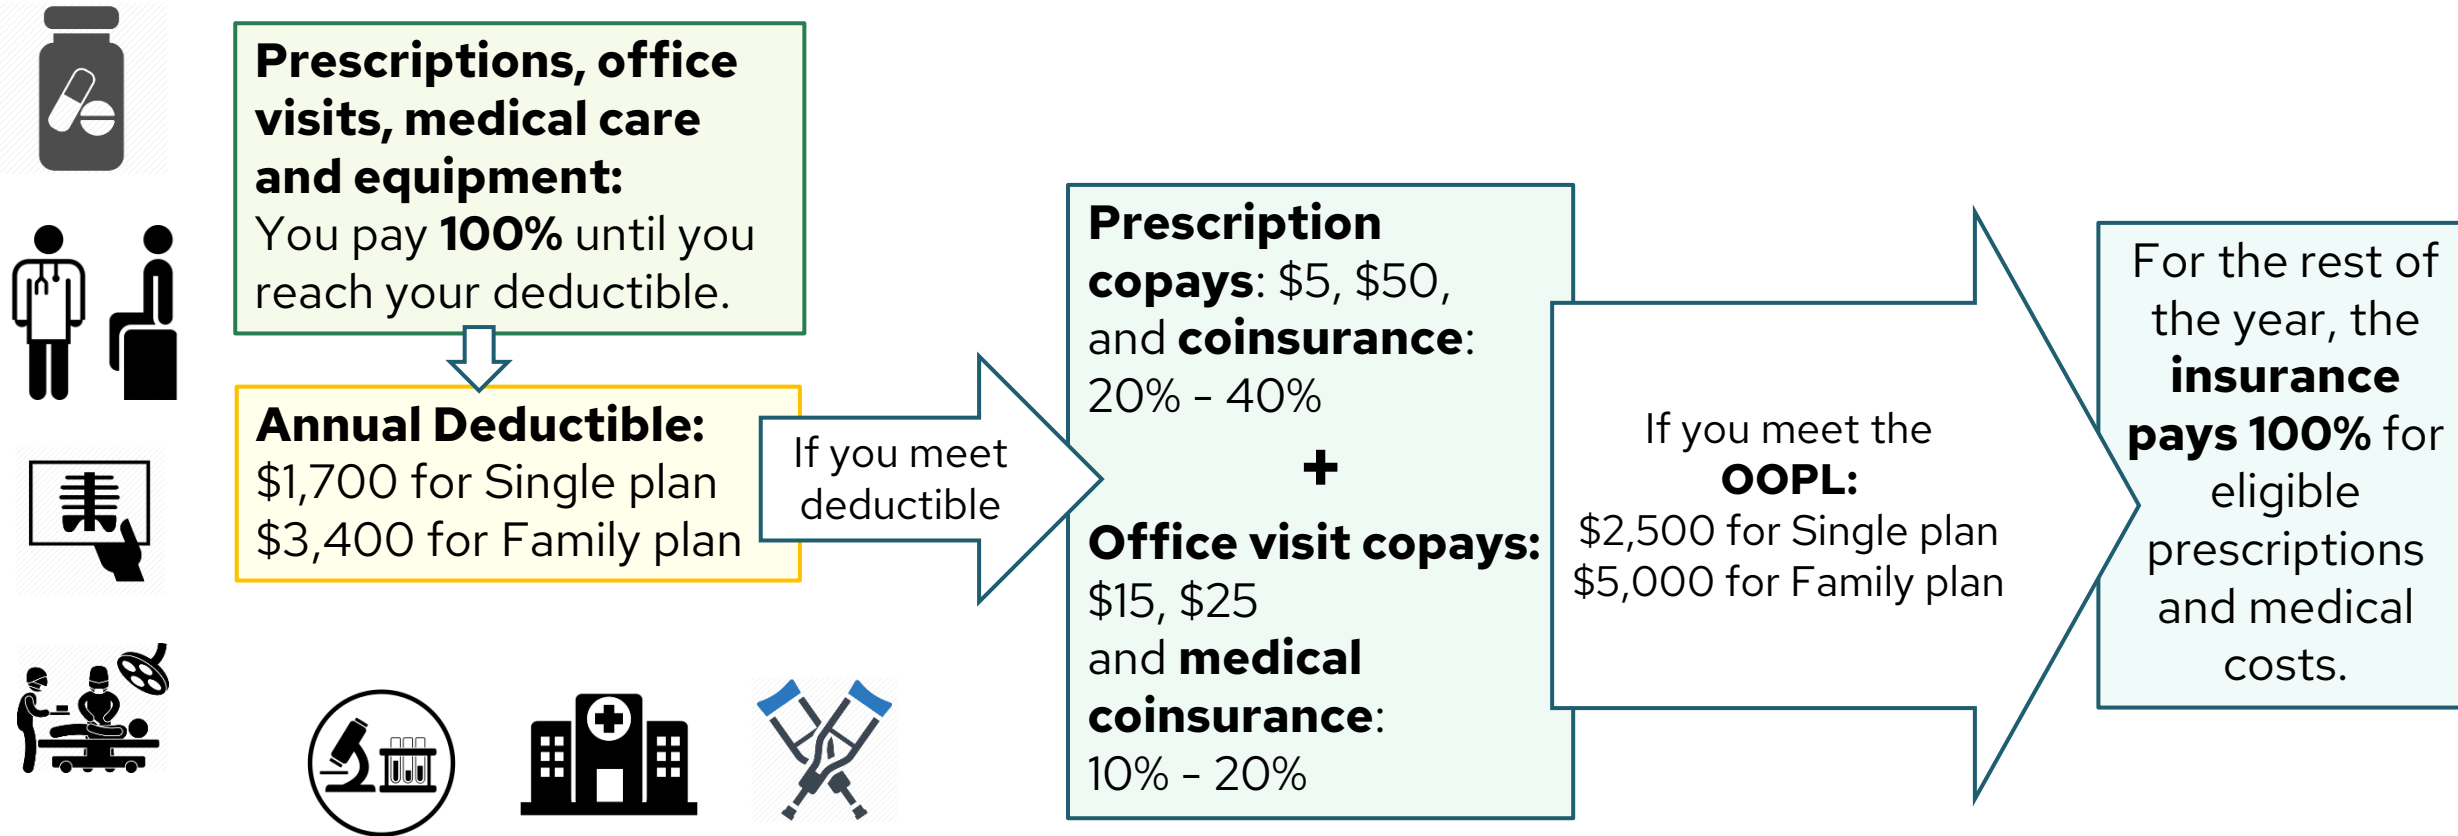 Prescriptions, office
visits, medical care
and equipment:
You pay 100% until you
reach your deductible.
Annual Deductible:
$1,700 for Single plan
$3,400 for Family plan
If you meet
deductible
Prescription
copays: $5, $50,
and coinsurance:
20% - 40%
+
Office visit copays:
$15, $25
and medical
coinsurance:
10% - 20%
If you meet the
OOPL:
$2,500 for Single plan
$5,000 for Family plan
For the rest of
the year, the
insurance
pays 100% for
eligible
prescriptions
and medical
costs.